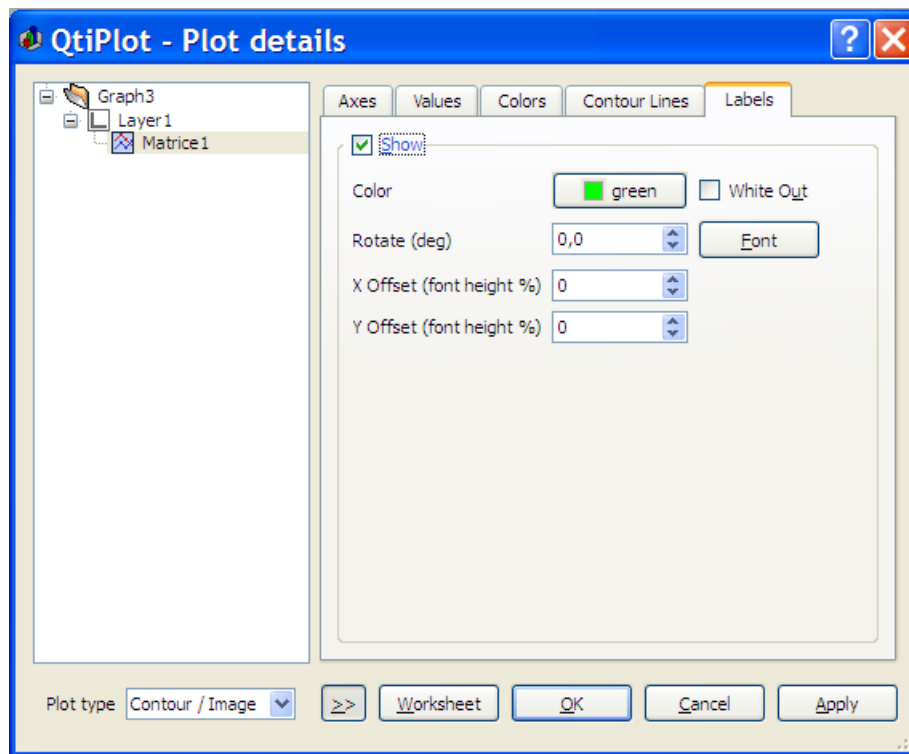 QtiPlot - Plot details
Graph3
Layer1
Matrice1
Axes Values Colors Contour Lines Labels
Show
Color green White Out
Rotate (deg) 0,0 Font
X Offset (font height %) 0
Y Offset (font height %) 0
Plot type Contour / Image >> Worksheet OK Cancel Apply